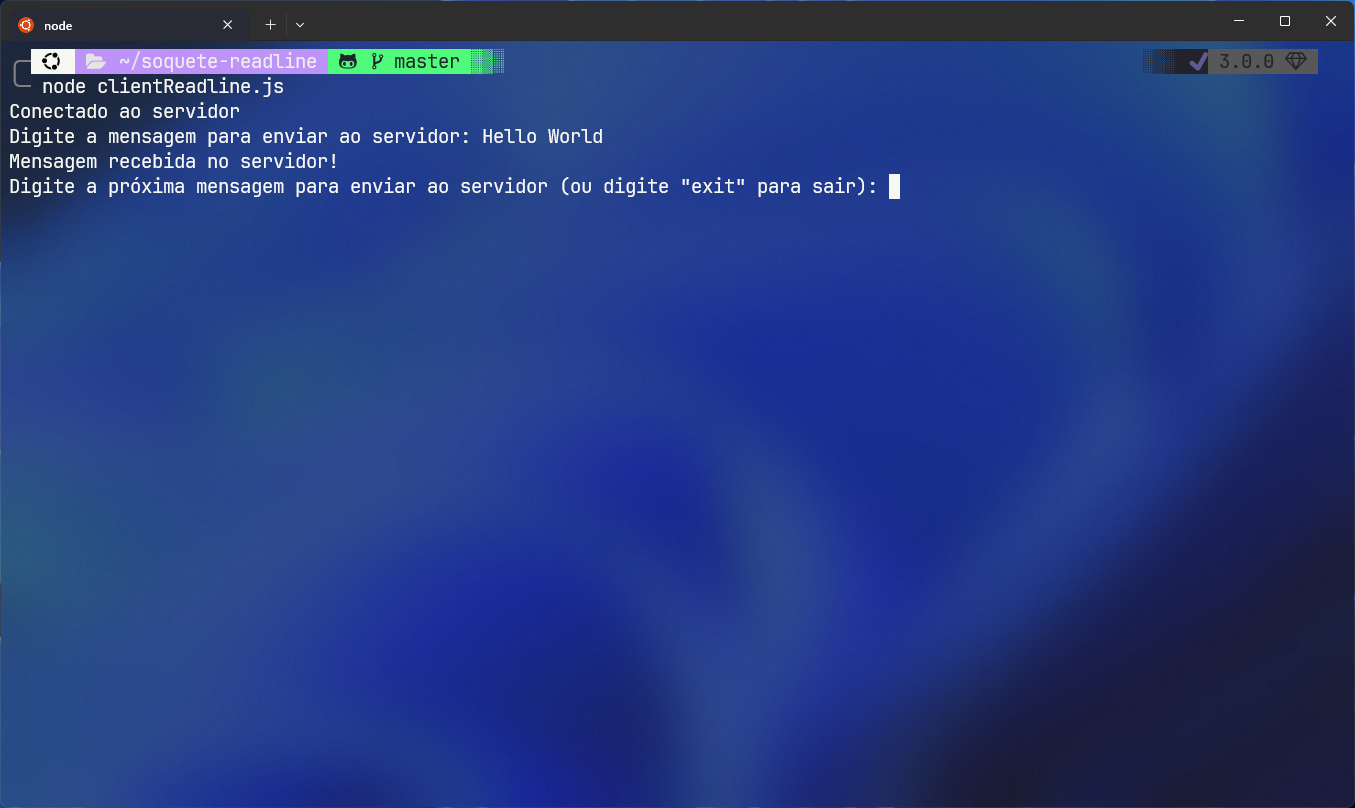 node
~/soquete-readline master 3.0.0
node clientReadline.js
Conectado ao servidor
Digite a mensagem para enviar ao servidor: Hello World
Mensagem recebida no servidor!
Digite a próxima mensagem para enviar ao servidor (ou digite "exit" para sair):